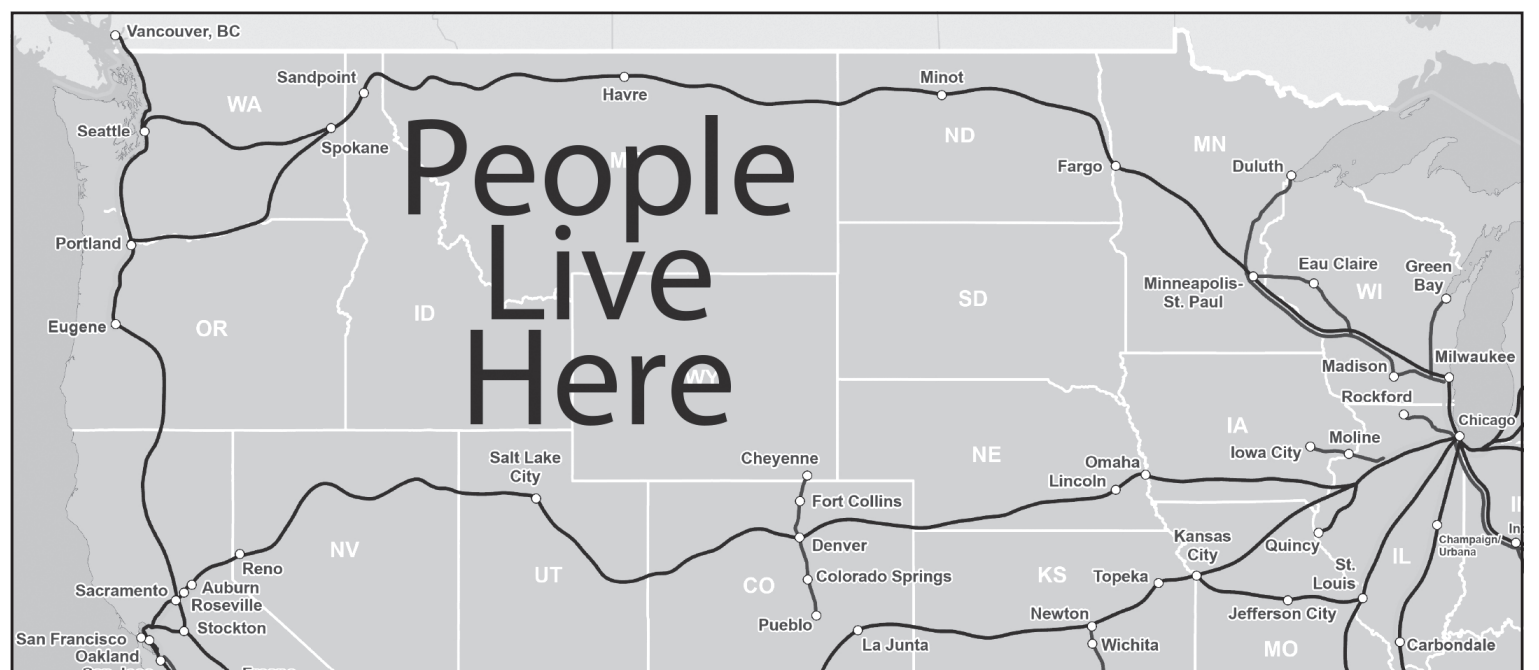 Vancouver, BC
Sandpoint
WA
Havre
Minot
Seattle
Spokane
ND
MN
Fargo
Duluth
People
Live
Here
Portland
Minneapolis-
St. Paul
Eau Claire
Green
Bay
WI
Eugene
OR
ID
SD
WY
Madison
Milwaukee
Rockford
Chicago
IA
Moline
Iowa City
Salt Lake
City
Cheyenne
NE
Omaha
Lincoln
Fort Collins
Denver
NV
Reno
UT
CO
Colorado Springs
Pueblo
KS
Topeka
Kansas
City
Quincy
Champaign/
Urbana
IL
St.
Louis
Jefferson City
Sacramento
Auburn
Roseville
Stockton
San Francisco
Oakland
La Junta
Newton
Wichita
MO
Carbondale